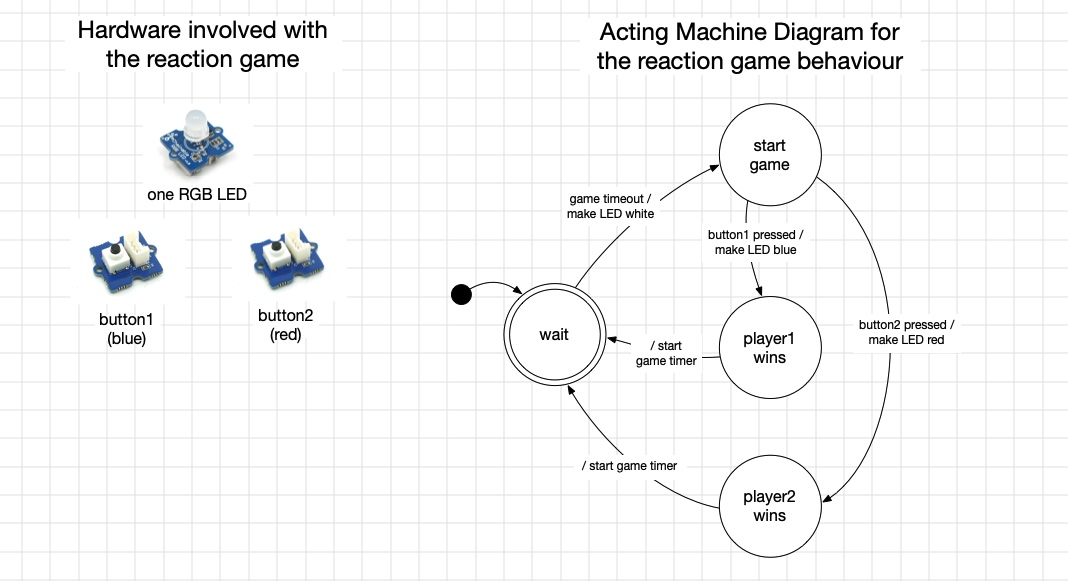 Hardware involved with
the reaction game
one RGB LED
button1
(blue)
button2
(red)
Acting Machine Diagram for
the reaction game behaviour
start
game
game timeout /
make LED white
button1 pressed /
make LED blue
button2 pressed /
make LED red
wait
/ start
game timer
player1
wins
/ start game timer
player2
wins